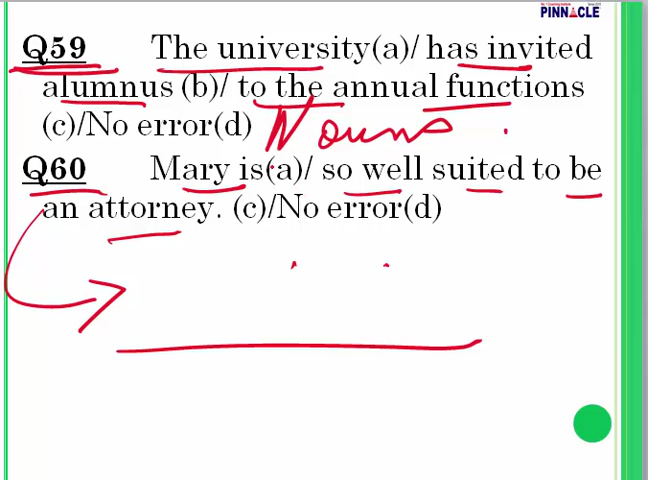 PINNACLE
Q59 The university(a)/ has invited
alumnus (b)/ to the annual functions
(c)/No error(d) Nouns
Q60 Mary is(a)/ so well suited to be
an attorney. (c)/No error(d)